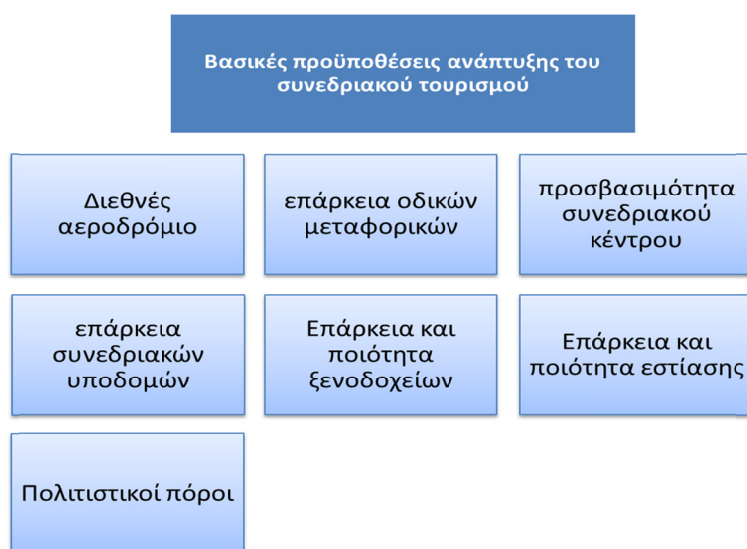 Βασικές προϋποθέσεις ανάπτυξης του
συνεδριακού τουρισμού
Διεθνές
αεροδρόμιο
επάρκεια οδικών
μεταφορικών
προσβασιμότητα
συνεδριακού
κέντρου
επάρκεια
συνεδριακών
υποδομών
Επάρκεια και
ποιότητα
ξενοδοχείων
Επάρκεια και
ποιότητα εστίασης
Πολιτιστικοί πόροι